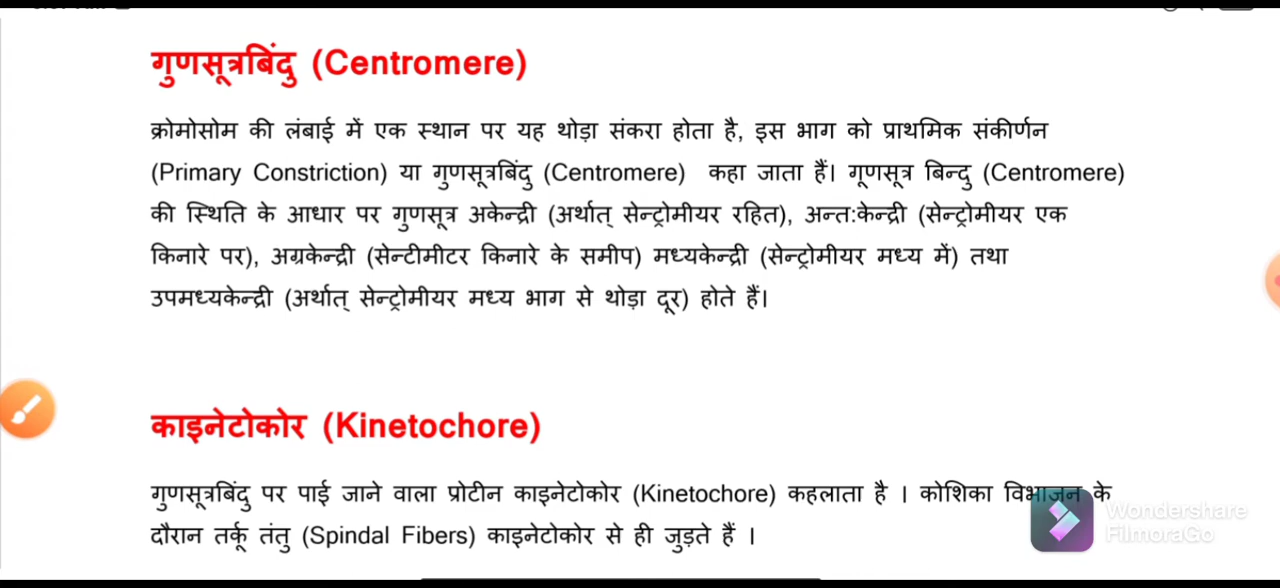 गुणसूत्रबिंदु (Centromere)
क्रोमोसोम की लंबाई में एक स्थान पर यह थोड़ा संकरा होता है, इस भाग को प्राथमिक संकीर्णन
(Primary Constriction) या गुणसूत्रबिंदु (Centromere) कहा जाता हैं। गूणसूत्र बिन्दु (Centromere)
की स्थिति के आधार पर गुणसूत्र अकेन्द्री (अर्थात् सेन्ट्रोमीयर रहित), अन्त:केन्द्री (सेन्ट्रोमीयर एक
किनारे पर), अग्रकेन्द्री (सेन्टीमीटर किनारे के समीप) मध्यकेन्द्री (सेन्ट्रोमीयर मध्य में) तथा
उपमध्यकेन्द्री (अर्थात् सेन्ट्रोमीयर मध्य भाग से थोड़ा दूर) होते हैं।
काइनेटोकोर (Kinetochore)
गुणसूत्रबिंदु पर पाई जाने वाला प्रोटीन काइनेटोकोर (Kinetochore) कहलाता है । कोशिका विभाजन के
दौरान तर्कू तंतु (Spindal Fibers) काइनेटोकोर से ही जुड़ते हैं ।
Wondershare
FilmoraGo